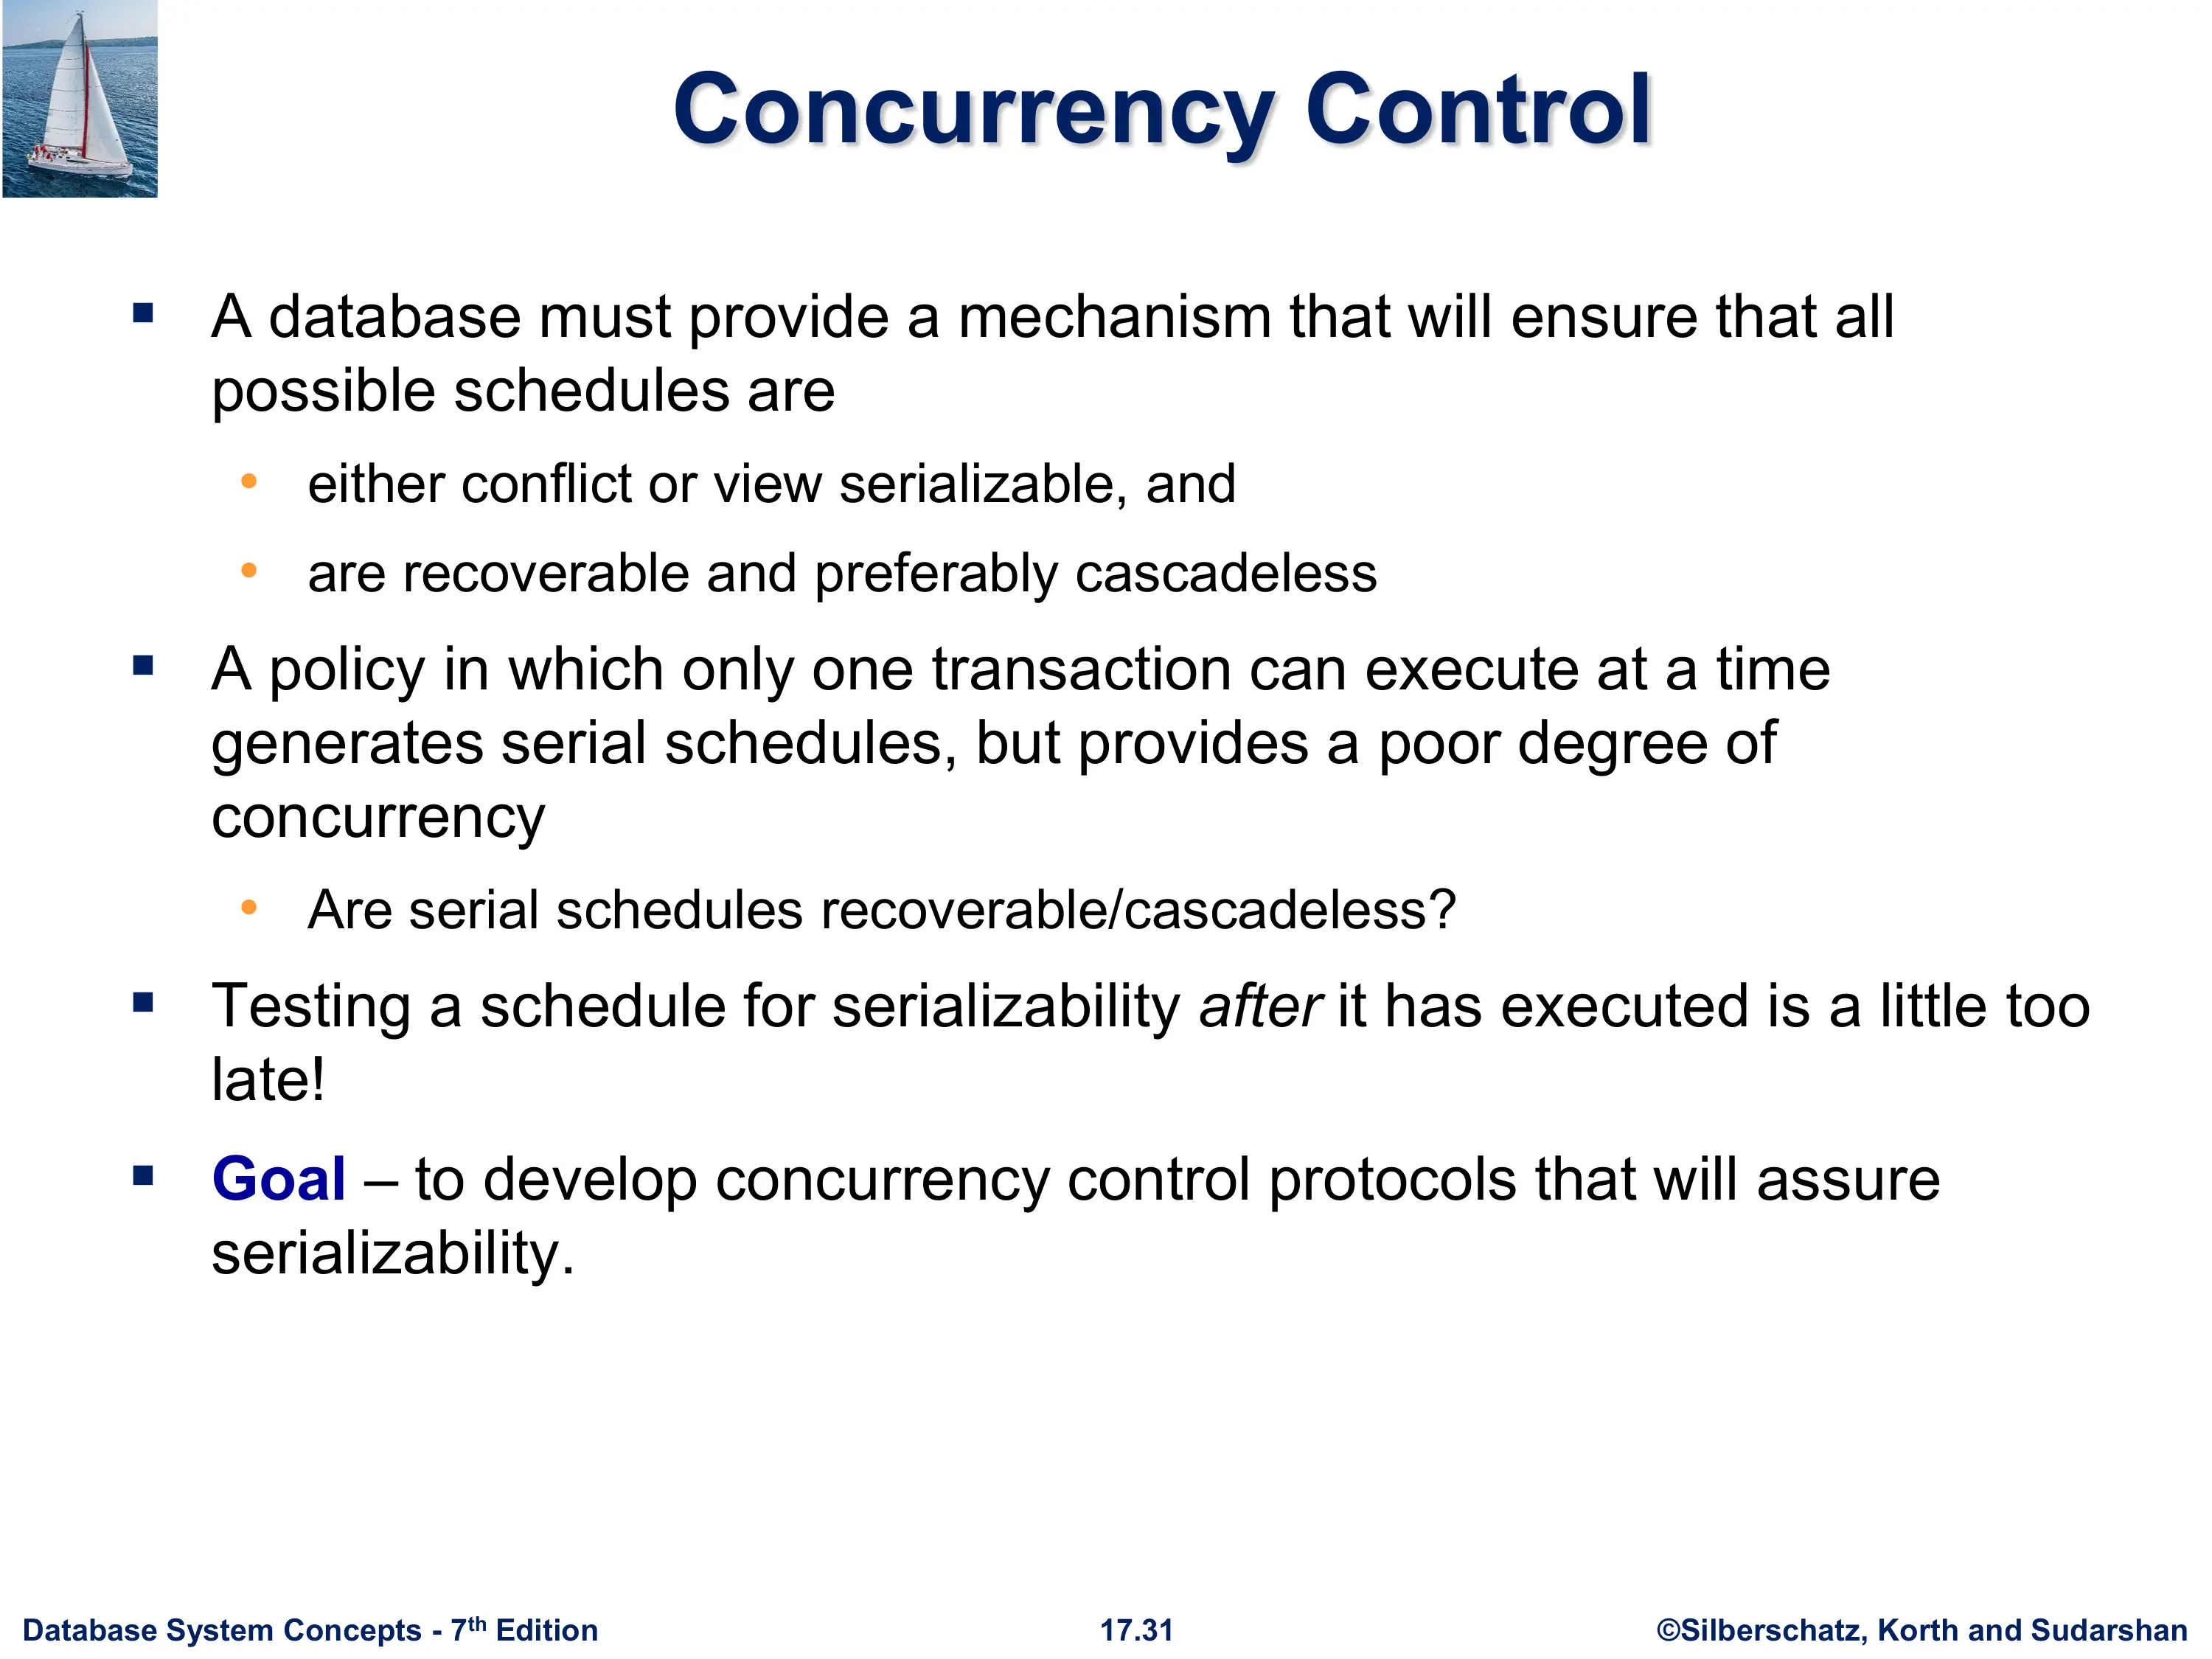 Concurrency Control
▪ A database must provide a mechanism that will ensure that all
possible schedules are
• either conflict or view serializable, and
• are recoverable and preferably cascadeless
▪ A policy in which only one transaction can execute at a time
generates serial schedules, but provides a poor degree of
concurrency
• Are serial schedules recoverable/cascadeless?
▪ Testing a schedule for serializability after it has executed is a little too
late!
▪ Goal – to develop concurrency control protocols that will assure
serializability.
Database System Concepts - 7th Edition 17.31 ©Silberschatz, Korth and Sudarshan